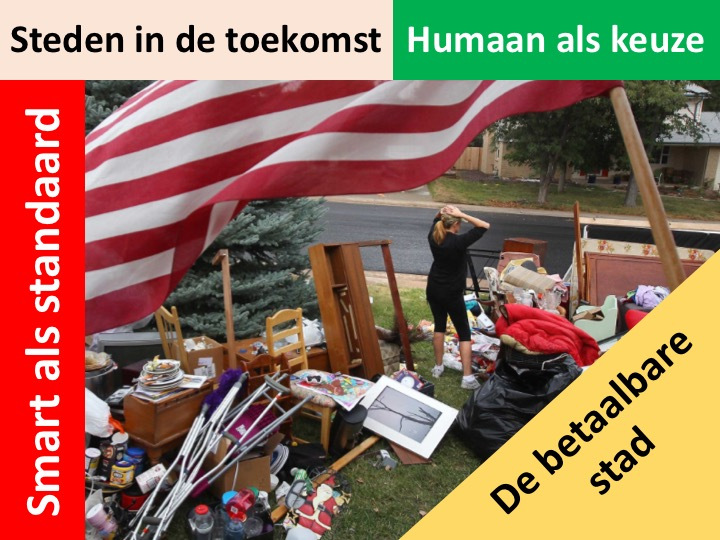 Steden in de toekomst
Humaan als keuze
Smart als standaard
De betaalbare
stad